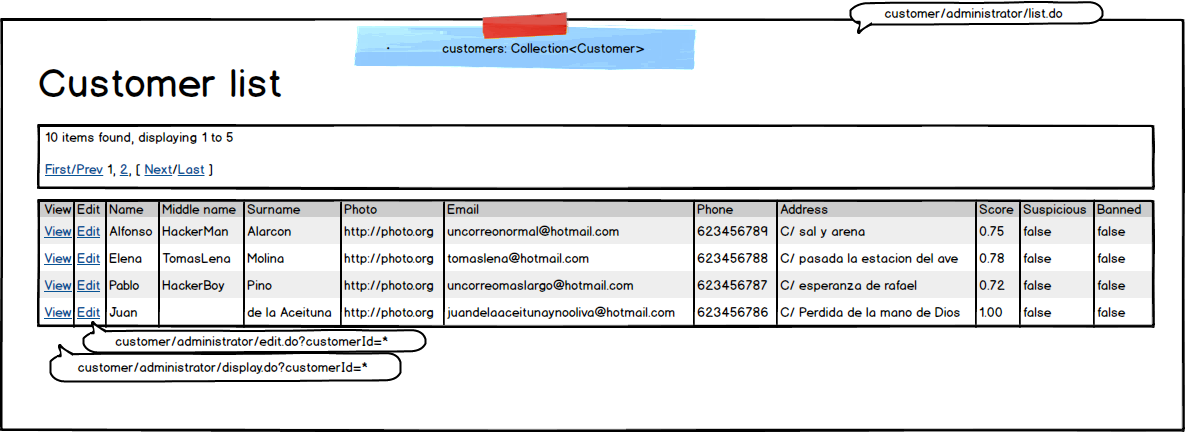 customer/administrator/list.do
customers: Collection<Customer>
Customer list
10 items found, displaying 1 to 5
First/Prev 1, 2, [ Next/Last ]
View Edit Name Middle name Surname Photo Email Phone Address Score Suspicious Banned
View Edit Alfonso HackerMan Alarcon http://photo.org uncorreonormal@hotmail.com 623456789 C/ sal y arena 0.75 false false
View Edit Elena TomasLena Molina http://photo.org tomaslena@hotmail.com 623456788 C/ pasada la estacion del ave 0.78 false false
View Edit Pablo HackerBoy Pino http://photo.org uncorreomaslargo@hotmail.com 623456787 C/ esperanza de rafael 0.72 false false
View Edit Juan de la Aceituna http://photo.org juandelaaceitunaynooliva@hotmail.com 623456786 C/ Perdida de la mano de Dios 1.00 false false
customer/administrator/edit.do?customerId=*
customer/administrator/display.do?customerId=*